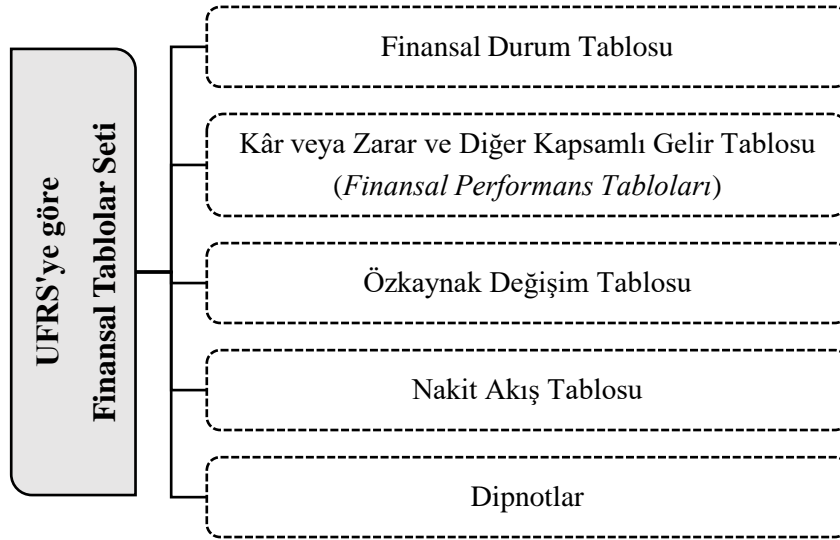 UFRS'ye göre
Finansal Tablolar Seti
Finansal Durum Tablosu
Kâr veya Zarar ve Diğer Kapsamlı Gelir Tablosu
(Finansal Performans Tabloları)
Özkaynak Değişim Tablosu
Nakit Akış Tablosu
Dipnotlar